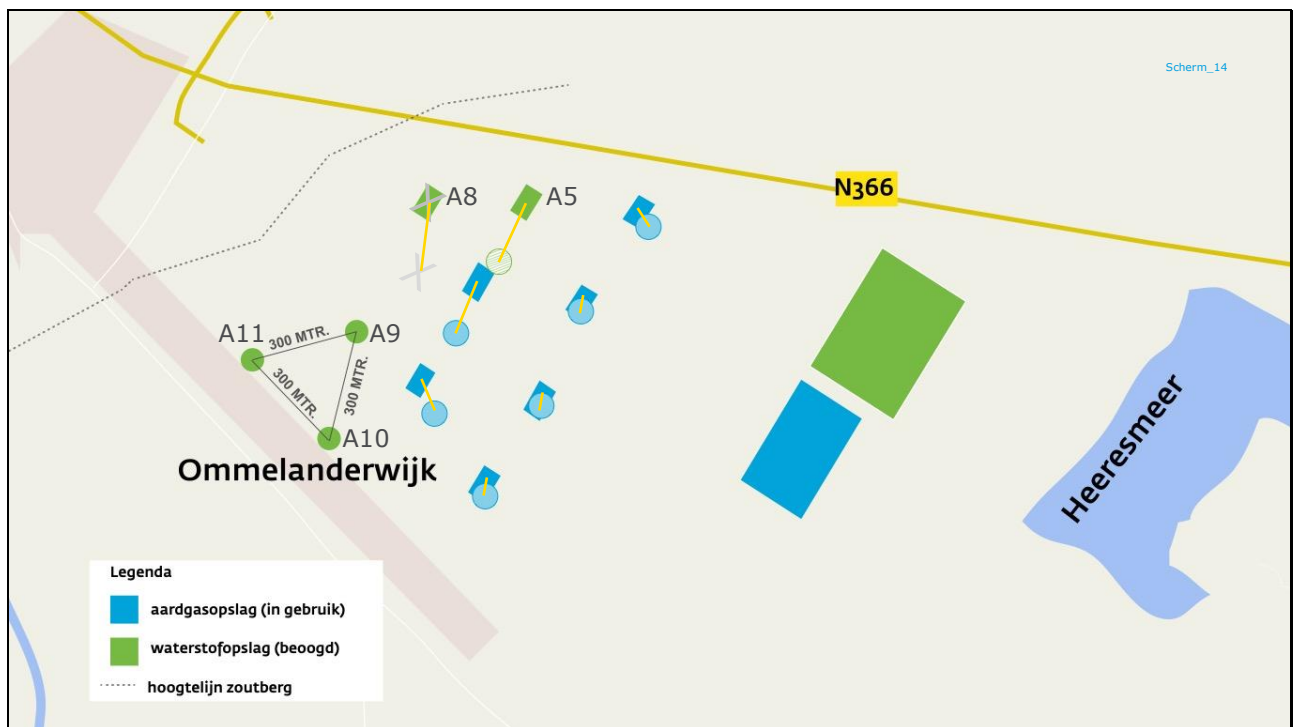 Scherm_14
N366
A8
A5
A11
300 MTR.
A9
300 MTR.
300 MTR.
A10
Ommelanderwijk
Heeresmeer
Legenda
aardgasopslag (in gebruik)
waterstofopslag (beoogd)
hoogtelijn zoutberg